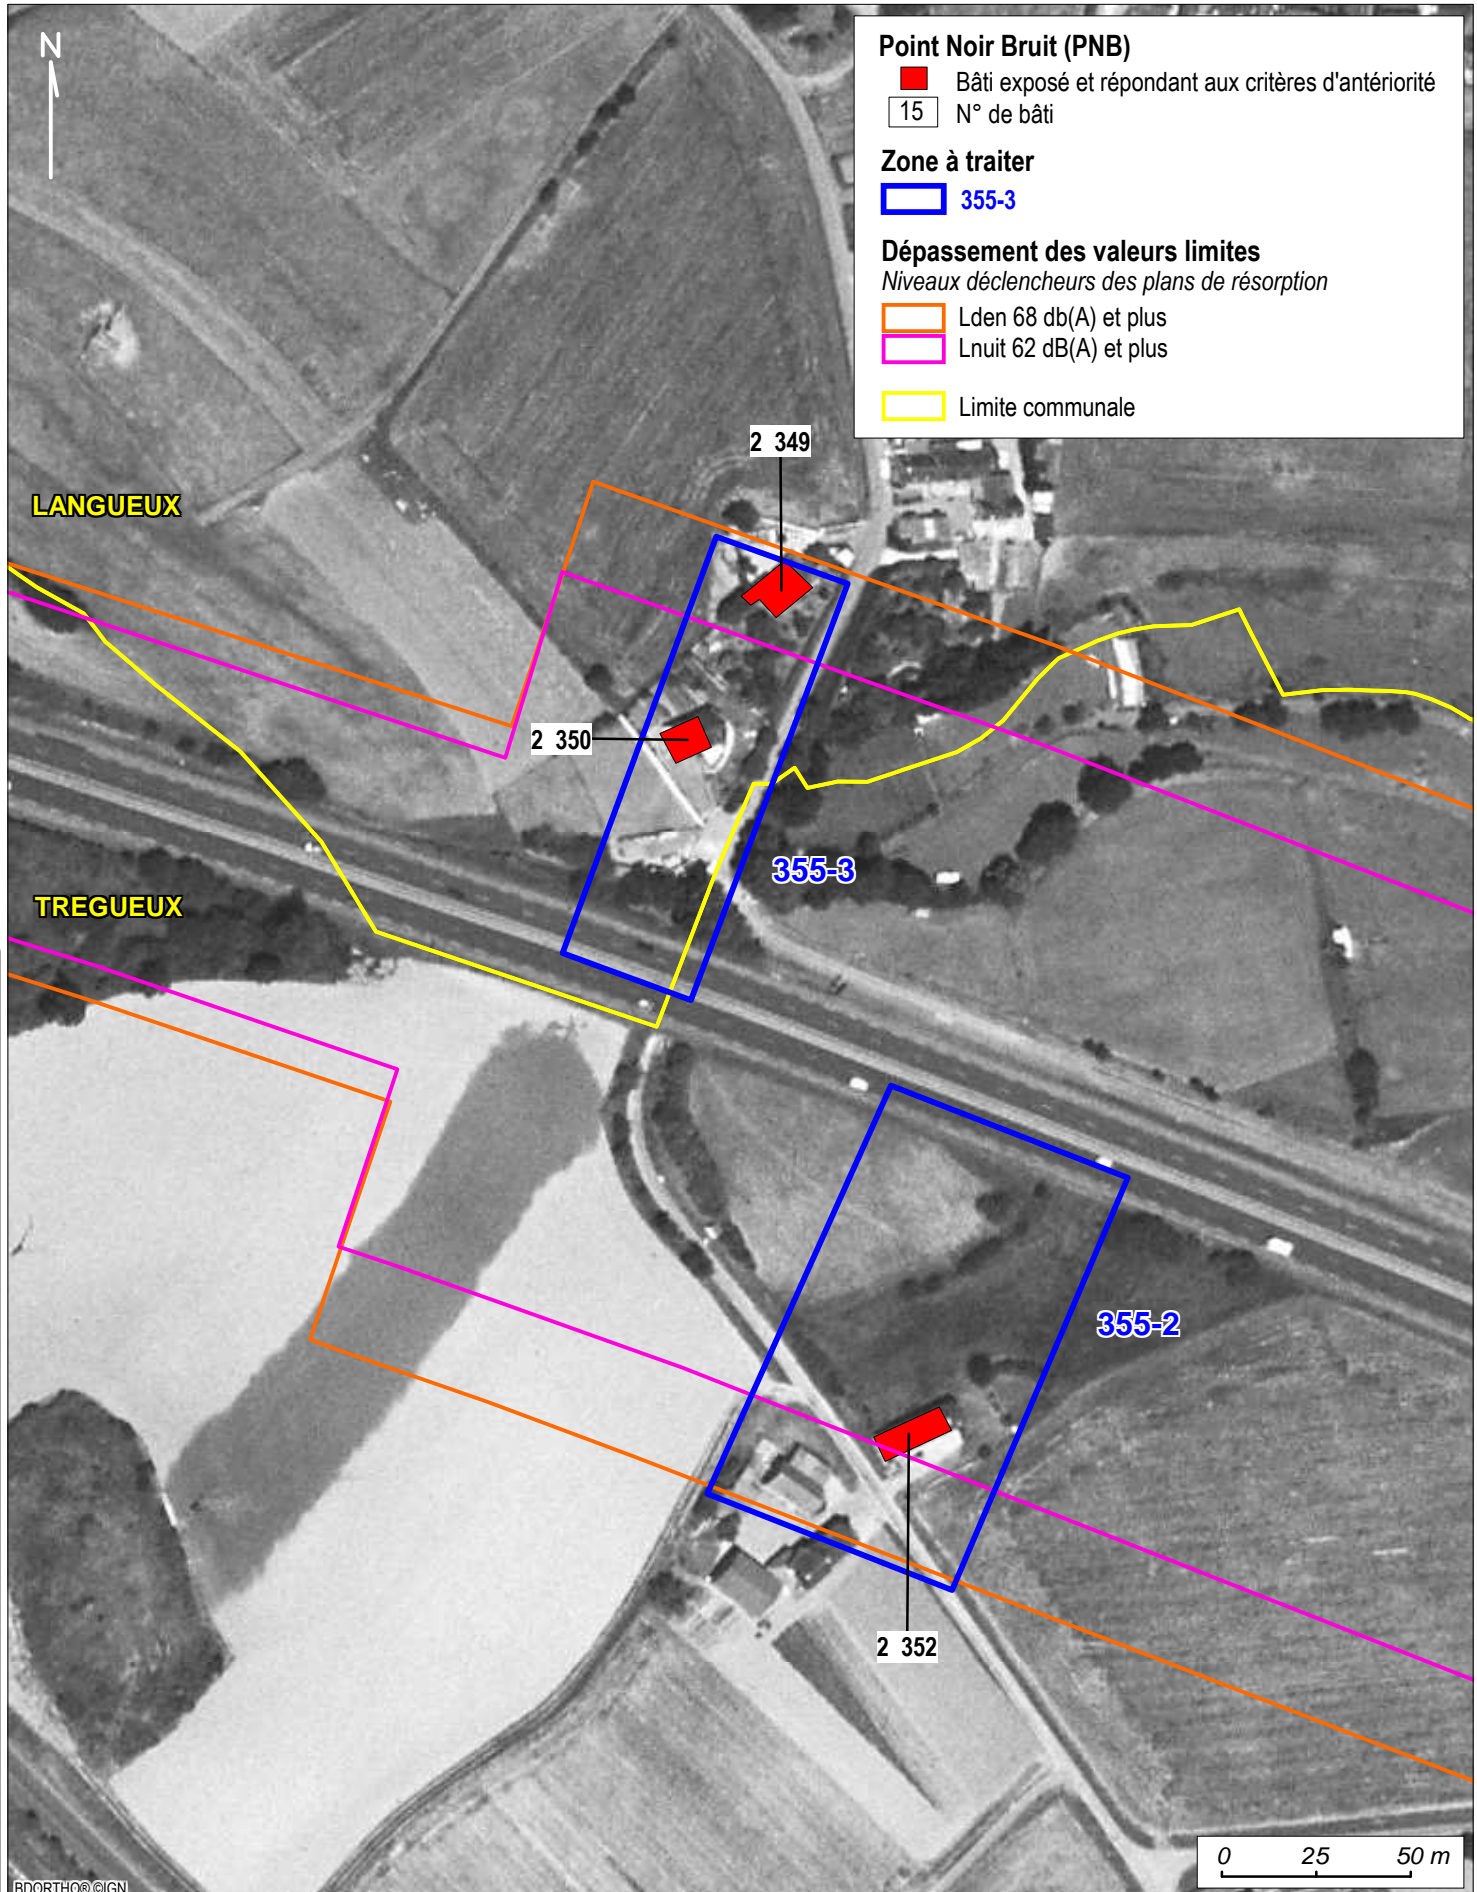 N
Point Noir Bruit (PNB)
Bâti exposé et répondant aux critères d'antériorité
15 N° de bâti
Zone à traiter
355-3
Dépassement des valeurs limites
Niveaux déclencheurs des plans de résorption
Lden 68 db(A) et plus
Lnuit 62 dB(A) et plus
Limite communale
2 349
LANGUEUX
2 350
355-3
TREGUEUX
355-2
2 352
0 25 50 m
BDORTHO® ©IGN